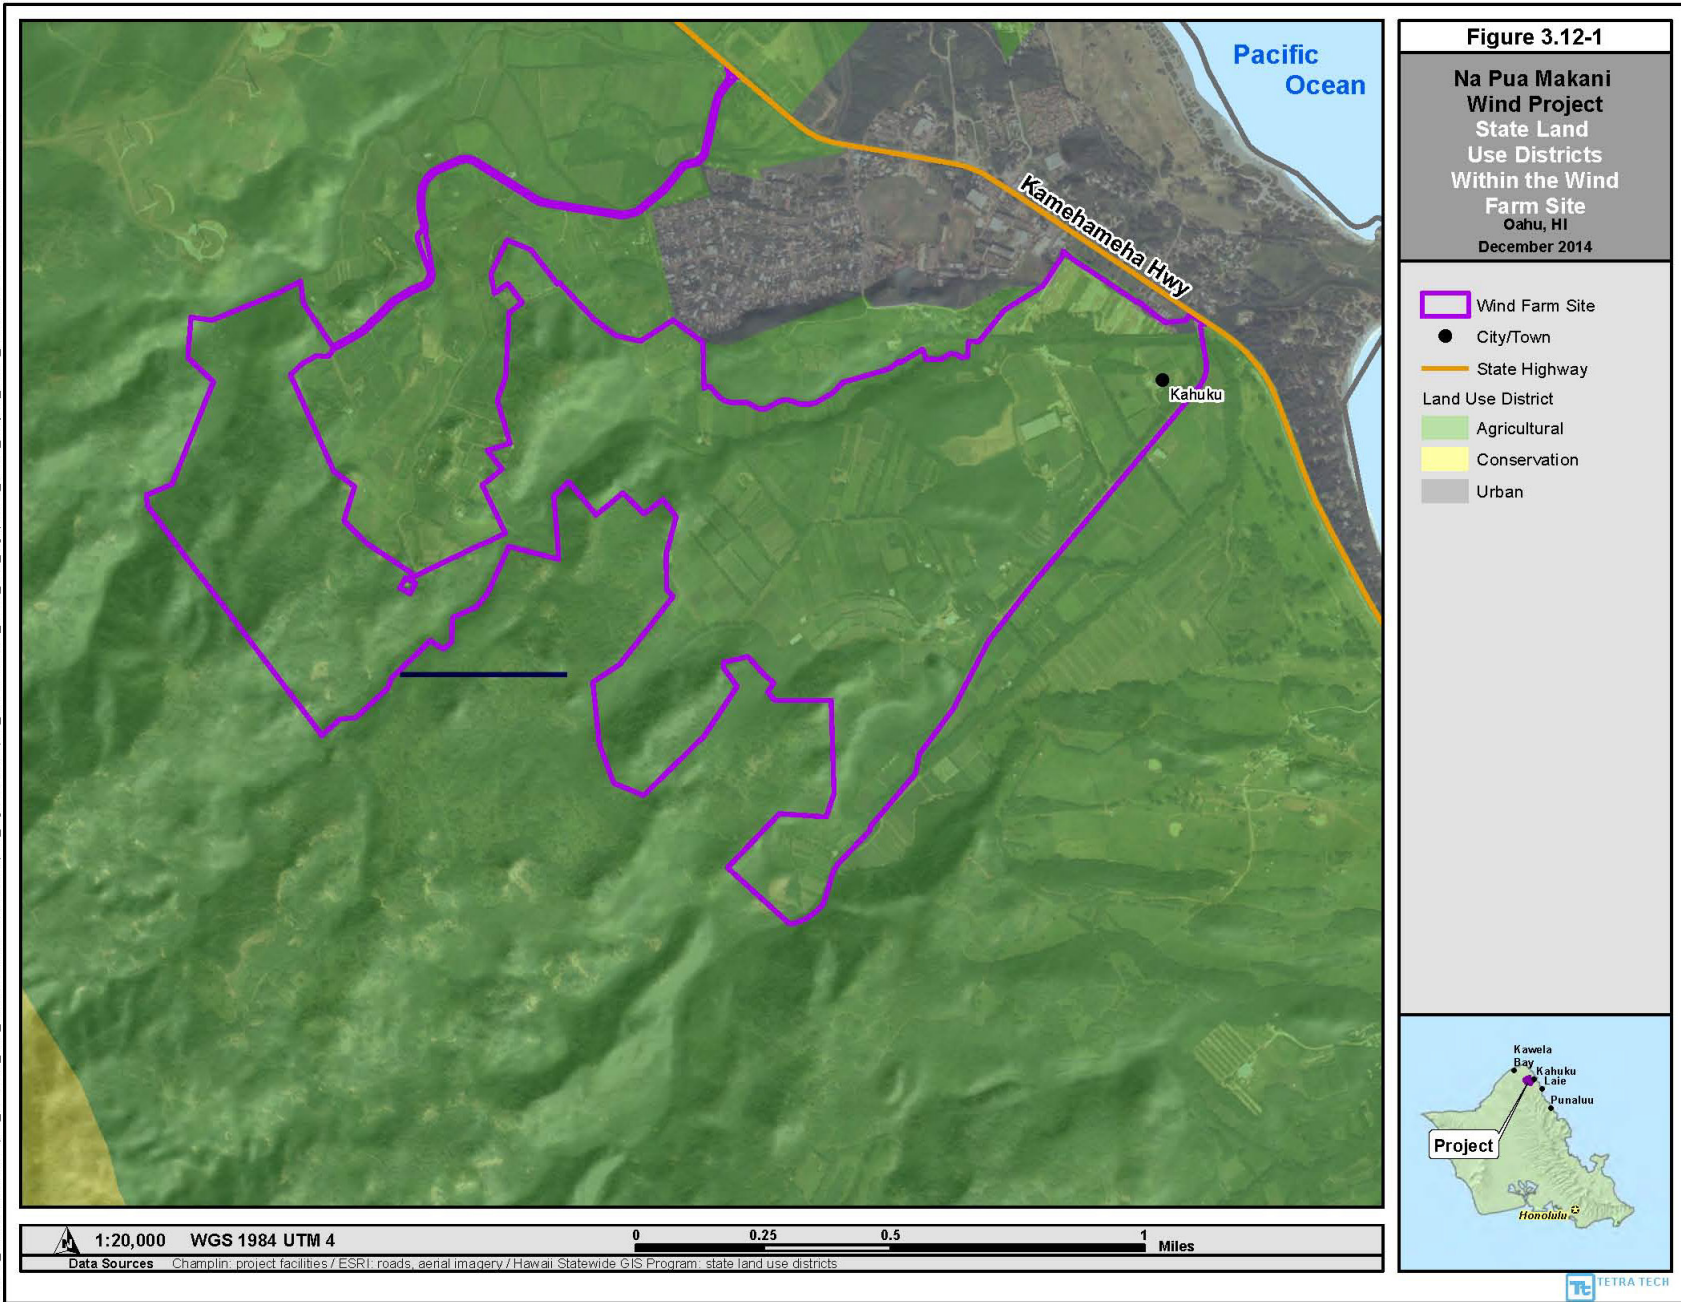 Figure 3.12-1
Na Pua Makani
Wind Project
State Land
Use Districts
Within the Wind
Farm Site
Oahu, HI
December 2014
Pacific
Ocean
Kamehameha Hwy
Kahuku
Wind Farm Site
City/Town
State Highway
Land Use District
Agricultural
Conservation
Urban
Kawela
Bay
Kahuku
Laie
Punaluu
Project
Honolulu
1:20,000 WGS 1984 UTM 4
0 0.25 0.5 1
Miles
Data Sources Champlin: project facilities / ESRI: roads, aerial imagery / Hawaii Statewide GIS Program: state land use districts
Tt TETRA TECH